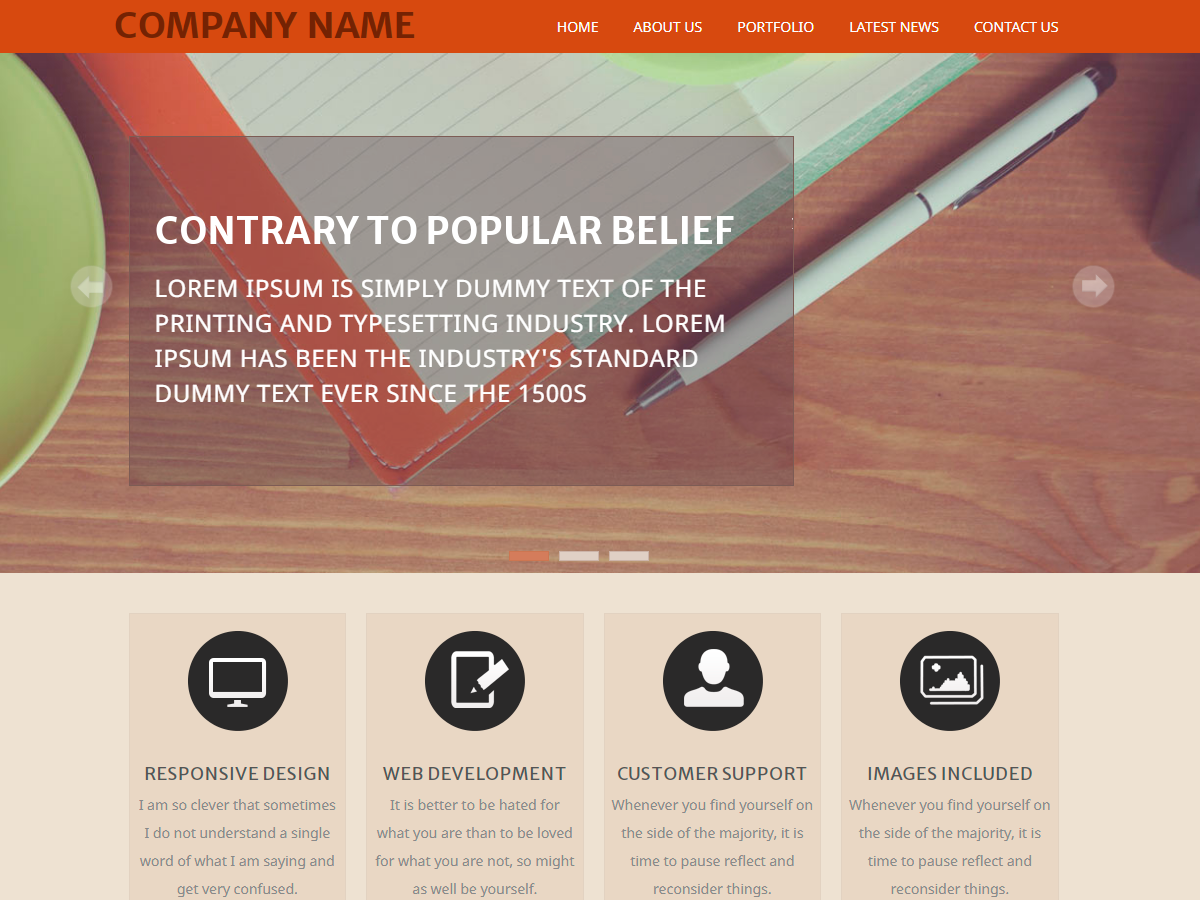 COMPANY NAME
HOME ABOUT US PORTFOLIO LATEST NEWS CONTACT US
CONTRARY TO POPULAR BELIEF
LOREM IPSUM IS SIMPLY DUMMY TEXT OF THE
PRINTING AND TYPESETTING INDUSTRY. LOREM
IPSUM HAS BEEN THE INDUSTRY'S STANDARD
DUMMY TEXT EVER SINCE THE 1500S
RESPONSIVE DESIGN
I am so clever that sometimes
I do not understand a single
word of what I am saying and
get very confused.
WEB DEVELOPMENT
It is better to be hated for
what you are than to be loved
for what you are not, so might
as well be yourself.
CUSTOMER SUPPORT
Whenever you find yourself on
the side of the majority, it is
time to pause reflect and
reconsider things.
IMAGES INCLUDED
Whenever you find yourself on
the side of the majority, it is
time to pause reflect and
reconsider things.